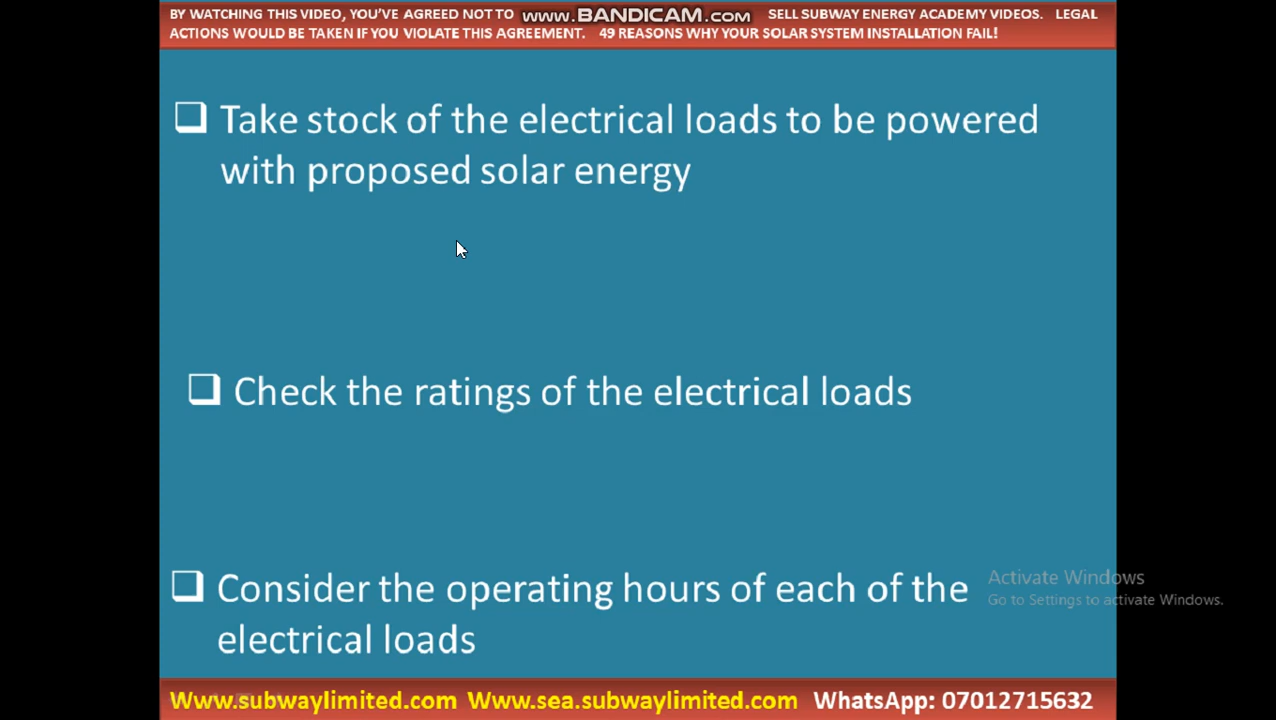 BY WATCHING THIS VIDEO, YOU'VE AGREED NOT TO www.BANDICAM.com SELL SUBWAY ENERGY ACADEMY VIDEOS. LEGAL
ACTIONS WOULD BE TAKEN IF YOU VIOLATE THIS AGREEMENT. 49 REASONS WHY YOUR SOLAR SYSTEM INSTALLATION FAIL!
❑ Take stock of the electrical loads to be powered
with proposed solar energy
❑ Check the ratings of the electrical loads
❑ Consider the operating hours of each of the
electrical loads
Activate Windows
Go to Settings to activate Windows.
Www.subwaylimited.com Www.sea.subwaylimited.com WhatsApp: 07012715632